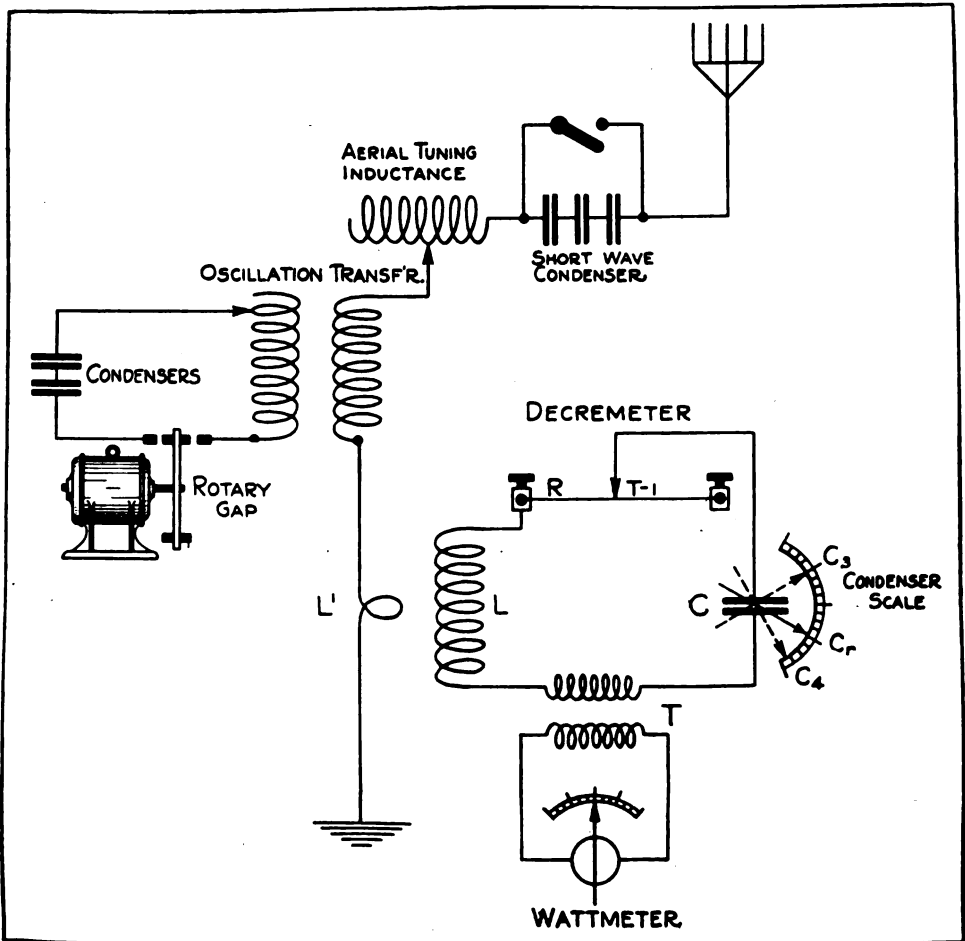 AERIAL TUNING
INDUCTANCE
SHORT WAVE
CONDENSER
OSCILLATION TRANSF'R.
CONDENSERS
ROTARY
GAP
DECREMETER
R
T-1
L'
L
C
C₃
CONDENSER
SCALE
Cᵣ
C₄
T
WATTMETER